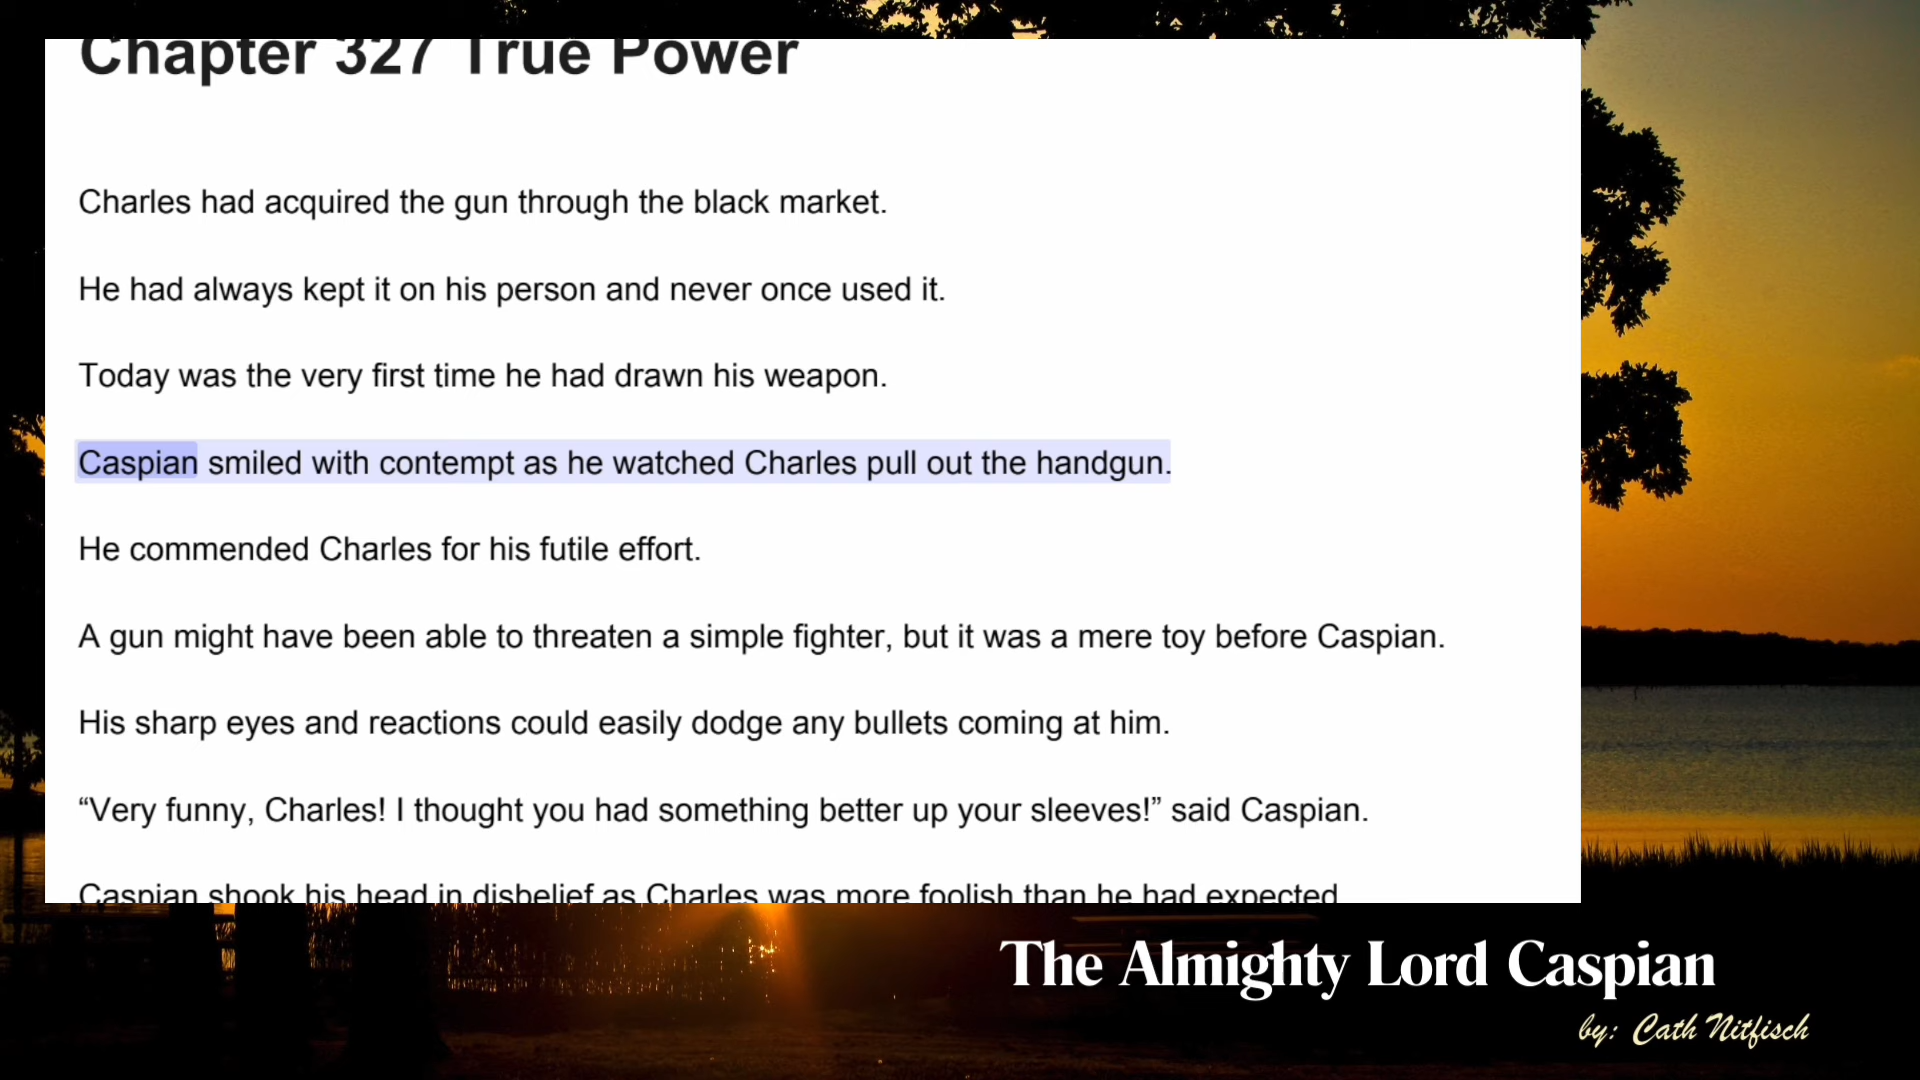 Chapter 327 True Power
Charles had acquired the gun through the black market.
He had always kept it on his person and never once used it.
Today was the very first time he had drawn his weapon.
Caspian smiled with contempt as he watched Charles pull out the handgun.
He commended Charles for his futile effort.
A gun might have been able to threaten a simple fighter, but it was a mere toy before Caspian.
His sharp eyes and reactions could easily dodge any bullets coming at him.
“Very funny, Charles! I thought you had something better up your sleeves!” said Caspian.
Caspian shook his head in disbelief as Charles was more foolish than he had expected
The Almighty Lord Caspian
by: Cath Nitfisch